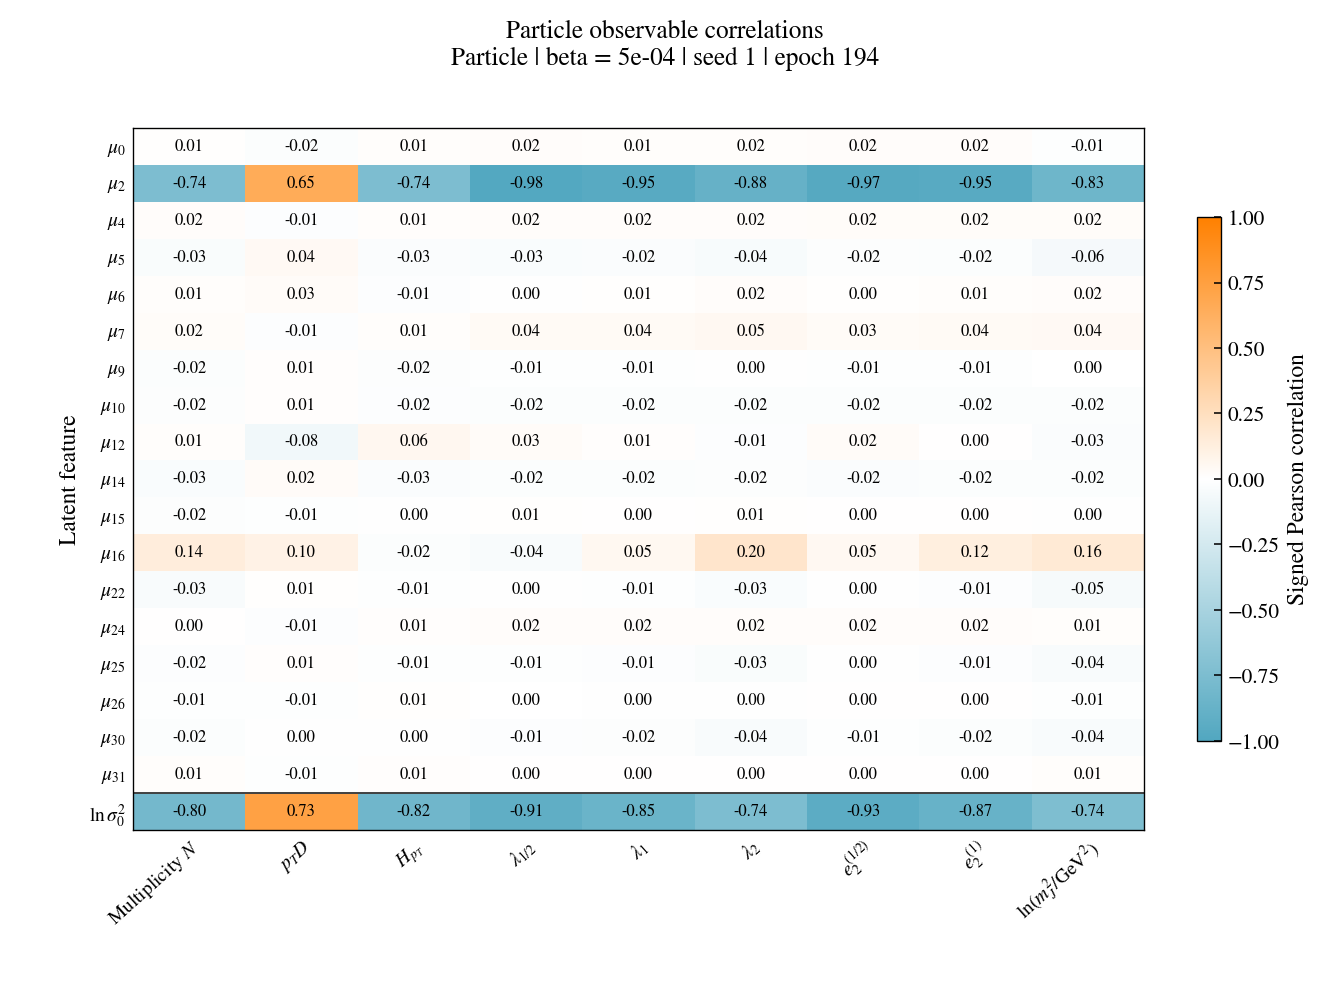 Particle observable correlations
Particle | beta = 5e-04 | seed 1 | epoch 194
Latent feature
μ0 0.01 -0.02 0.01 0.02 0.01 0.02 0.02 0.02 -0.01
μ2 -0.74 0.65 -0.74 -0.98 -0.95 -0.88 -0.97 -0.95 -0.83
μ4 0.02 -0.01 0.01 0.02 0.02 0.02 0.02 0.02 0.02
μ5 -0.03 0.04 -0.03 -0.03 -0.02 -0.04 -0.02 -0.02 -0.06
μ6 0.01 0.03 -0.01 0.00 0.01 0.02 0.00 0.01 0.02
μ7 0.02 -0.01 0.01 0.04 0.04 0.05 0.03 0.04 0.04
μ9 -0.02 0.01 -0.02 -0.01 -0.01 0.00 -0.01 -0.01 0.00
μ10 -0.02 0.01 -0.02 -0.02 -0.02 -0.02 -0.02 -0.02 -0.02
μ12 0.01 -0.08 0.06 0.03 0.01 -0.01 0.02 0.00 -0.03
μ14 -0.03 0.02 -0.03 -0.02 -0.02 -0.02 -0.02 -0.02 -0.02
μ15 -0.02 -0.01 0.00 0.01 0.00 0.01 0.00 0.00 0.00
μ16 0.14 0.10 -0.02 -0.04 0.05 0.20 0.05 0.12 0.16
μ22 -0.03 0.01 -0.01 0.00 -0.01 -0.03 0.00 -0.01 -0.05
μ24 0.00 -0.01 0.01 0.02 0.02 0.02 0.02 0.02 0.01
μ25 -0.02 0.01 -0.01 -0.01 -0.01 -0.03 0.00 -0.01 -0.04
μ26 -0.01 -0.01 0.01 0.00 0.00 0.00 0.00 0.00 -0.01
μ30 -0.02 0.00 0.00 -0.01 -0.02 -0.04 -0.01 -0.02 -0.04
μ31 0.01 -0.01 0.01 0.00 0.00 0.00 0.00 0.00 0.01
ln σ_0^2 -0.80 0.73 -0.82 -0.91 -0.85 -0.74 -0.93 -0.87 -0.74
Multiplicity N p_T D H_{p_T} λ_{1/2} λ_1 λ_2 e_2^{(1/2)} e_2^{(1)} ln(m_J^2/GeV^2)
1.00
0.75
0.50
0.25
0.00
−0.25
−0.50
−0.75
−1.00
Signed Pearson correlation